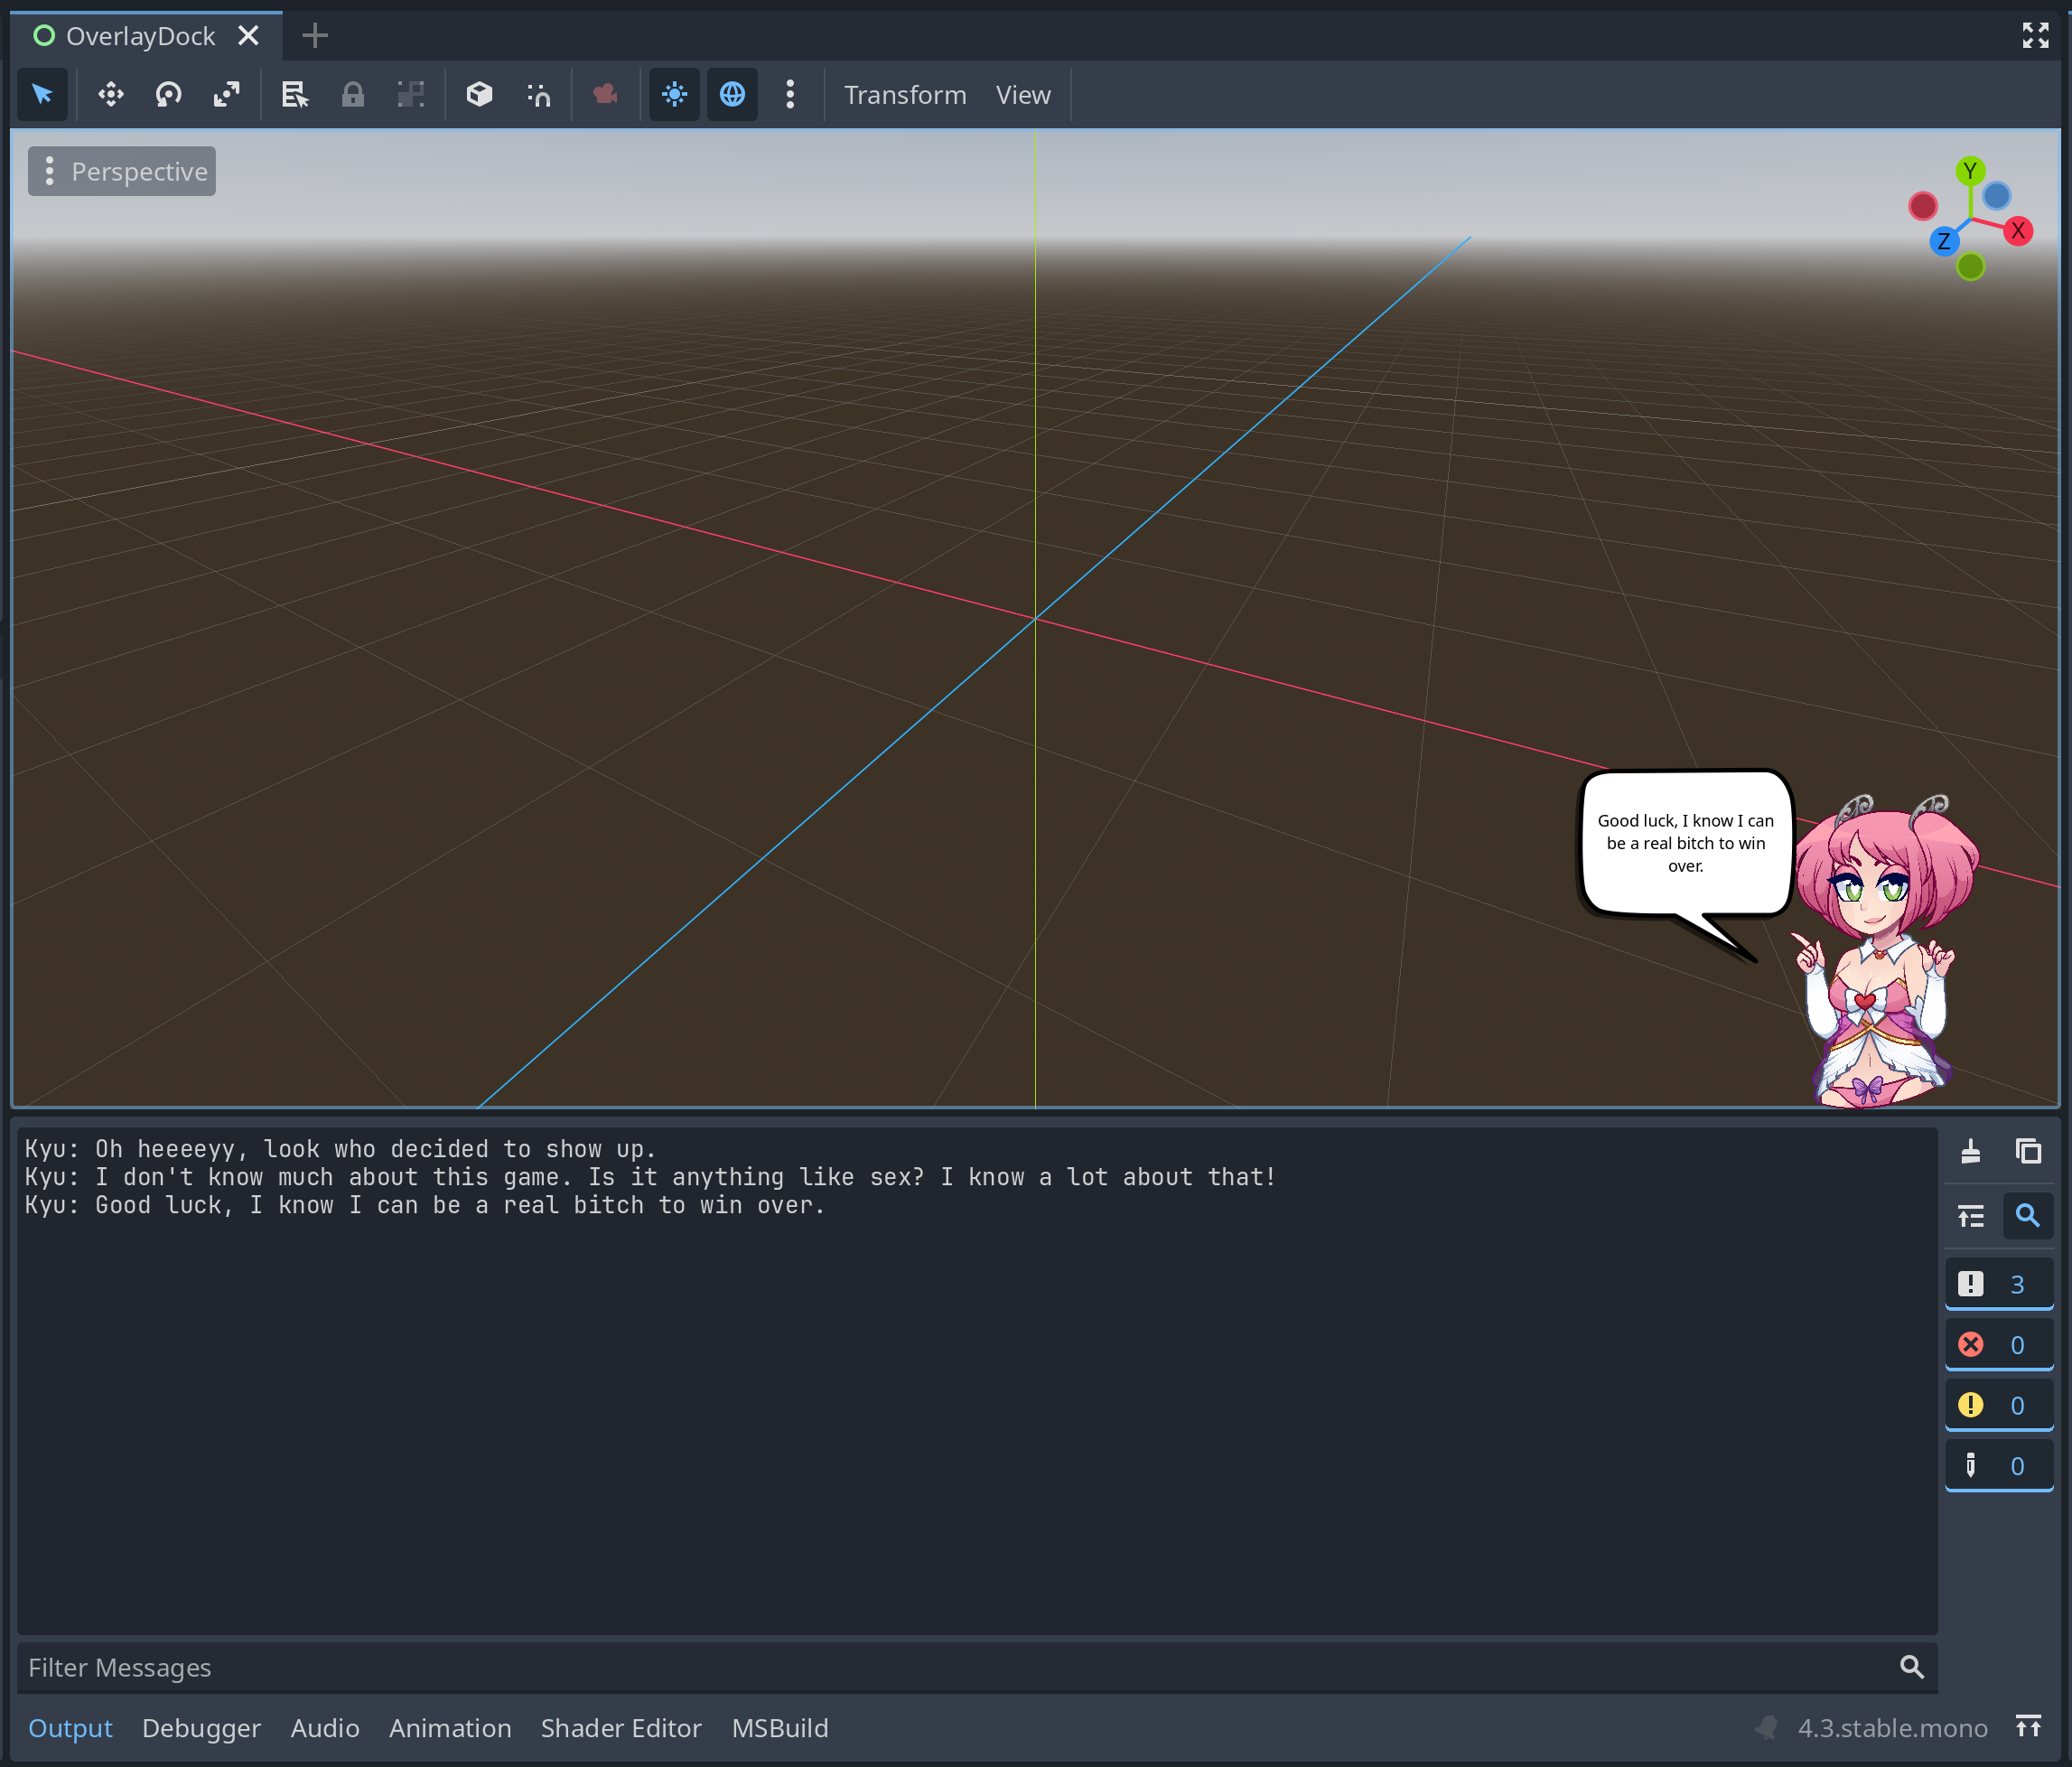 OverlayDock
Transform View
Perspective
Y
X
Z
Good luck, I know I can
be a real bitch to win
over.
Kyu: Oh heeeeyy, look who decided to show up.
Kyu: I don't know much about this game. Is it anything like sex? I know a lot about that!
Kyu: Good luck, I know I can be a real bitch to win over.
3
0
0
0
Filter Messages
Output Debugger Audio Animation Shader Editor MSBuild 4.3.stable.mono